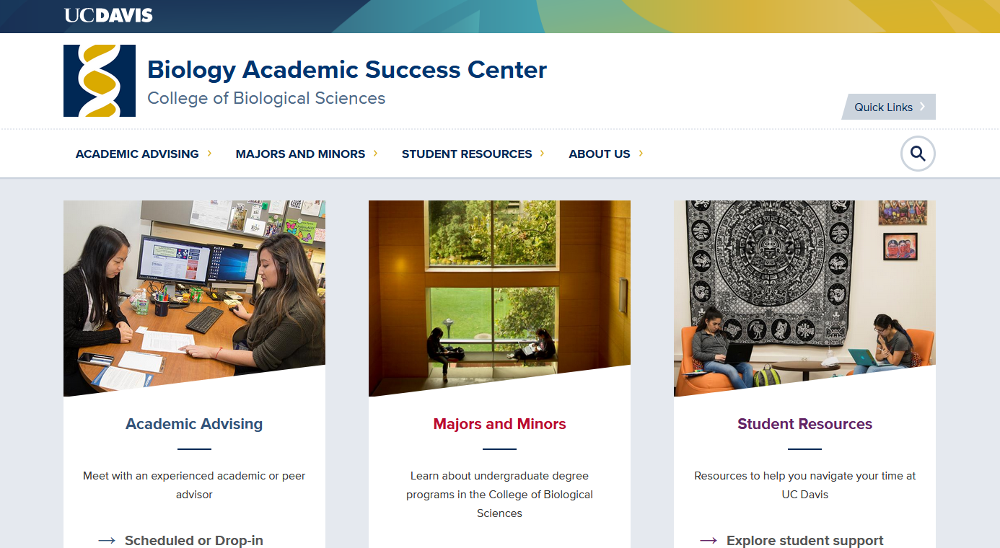 UCDAVIS
Biology Academic Success Center
College of Biological Sciences
Quick Links
ACADEMIC ADVISING
MAJORS AND MINORS
STUDENT RESOURCES
ABOUT US
Academic Advising
Meet with an experienced academic or peer
advisor
→ Scheduled or Drop-in
Majors and Minors
Learn about undergraduate degree
programs in the College of Biological
Sciences
Student Resources
Resources to help you navigate your time at
UC Davis
→ Explore student support